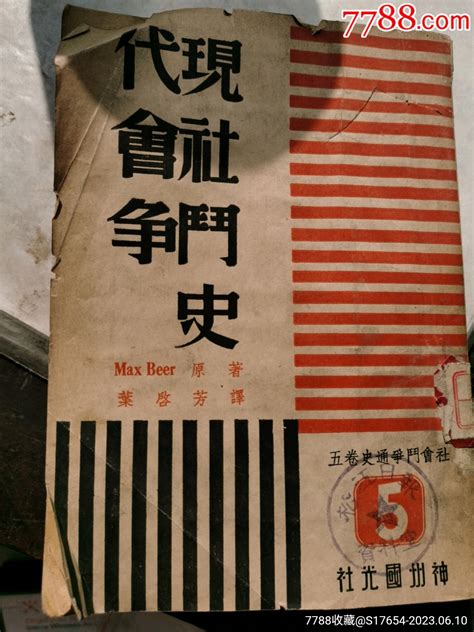 7788.com
現代
社會
鬥爭
史
Max Beer 原著
葉啓芳譯
社會鬥爭通史卷五
5
神州國光社
7788收藏@S17654-2023.06.10